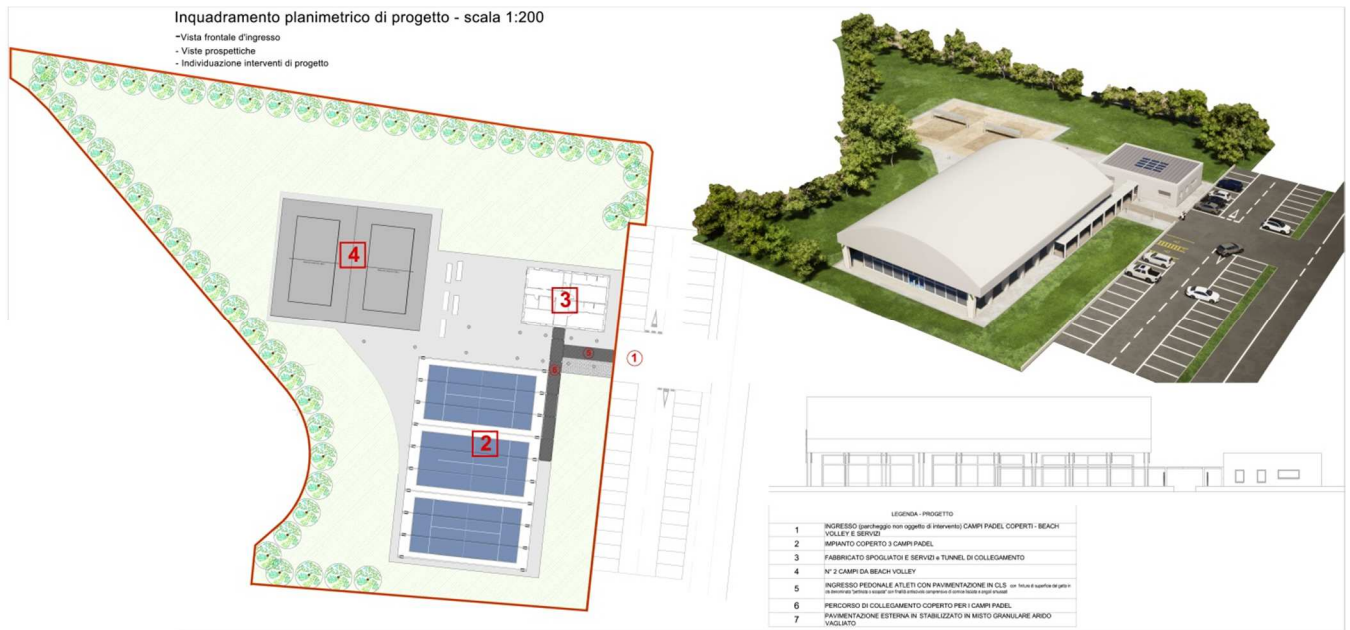 Inquadramento planimetrico di progetto - scala 1:200
-Vista frontale d'ingresso
- Viste prospettiche
- Individuazione interventi di progetto
4
3
5
1
6
2
LEGENDA - PROGETTO
1 INGRESSO (parcheggio non oggetto di intervento) CAMPI PADEL COPERTI - BEACH
VOLLEY E SERVIZI
2 IMPIANTO COPERTO 3 CAMPI PADEL
3 FABBRICATO SPOGLIATOI E SERVIZI e TUNNEL DI COLLEGAMENTO
4 N° 2 CAMPI DA BEACH VOLLEY
5 INGRESSO PEDONALE ATLETI CON PAVIMENTAZIONE IN CLS
6 PERCORSO DI COLLEGAMENTO COPERTO PER I CAMPI PADEL
7 PAVIMENTAZIONE ESTERNA IN STABILIZZATO IN MISTO GRANULARE ARIDO
VAGLIATO